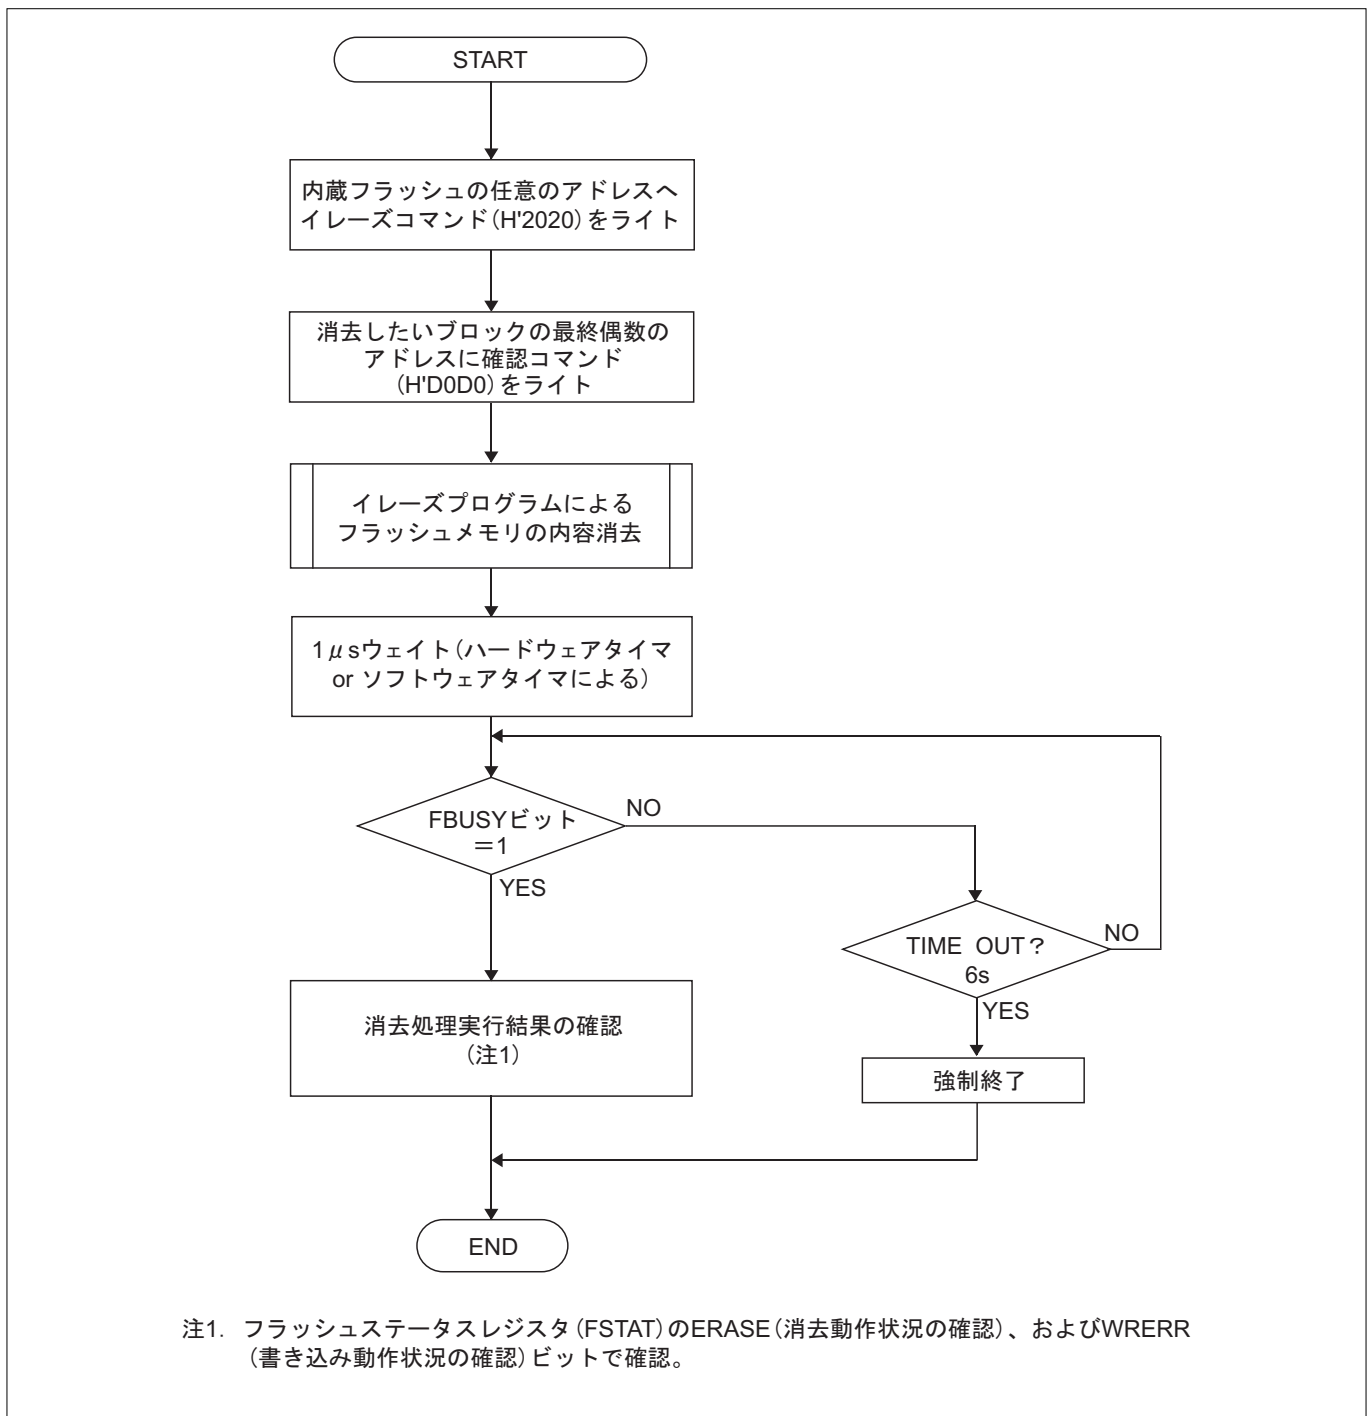 START
内蔵フラッシュの任意のアドレスへ
イレーズコマンド(H'2020)をライト
消去したいブロックの最終偶数の
アドレスに確認コマンド
(H'D0D0)をライト
イレーズプログラムによる
フラッシュメモリの内容消去
1μsウェイト(ハードウェアタイマ
or ソフトウェアタイマによる)
FBUSYビット
＝1
NO
YES
TIME OUT？
6s
NO
YES
消去処理実行結果の確認
(注1)
強制終了
END
注1. フラッシュステータスレジスタ(FSTAT)のERASE(消去動作状況の確認)、およびWRERR
(書き込み動作状況の確認)ビットで確認。